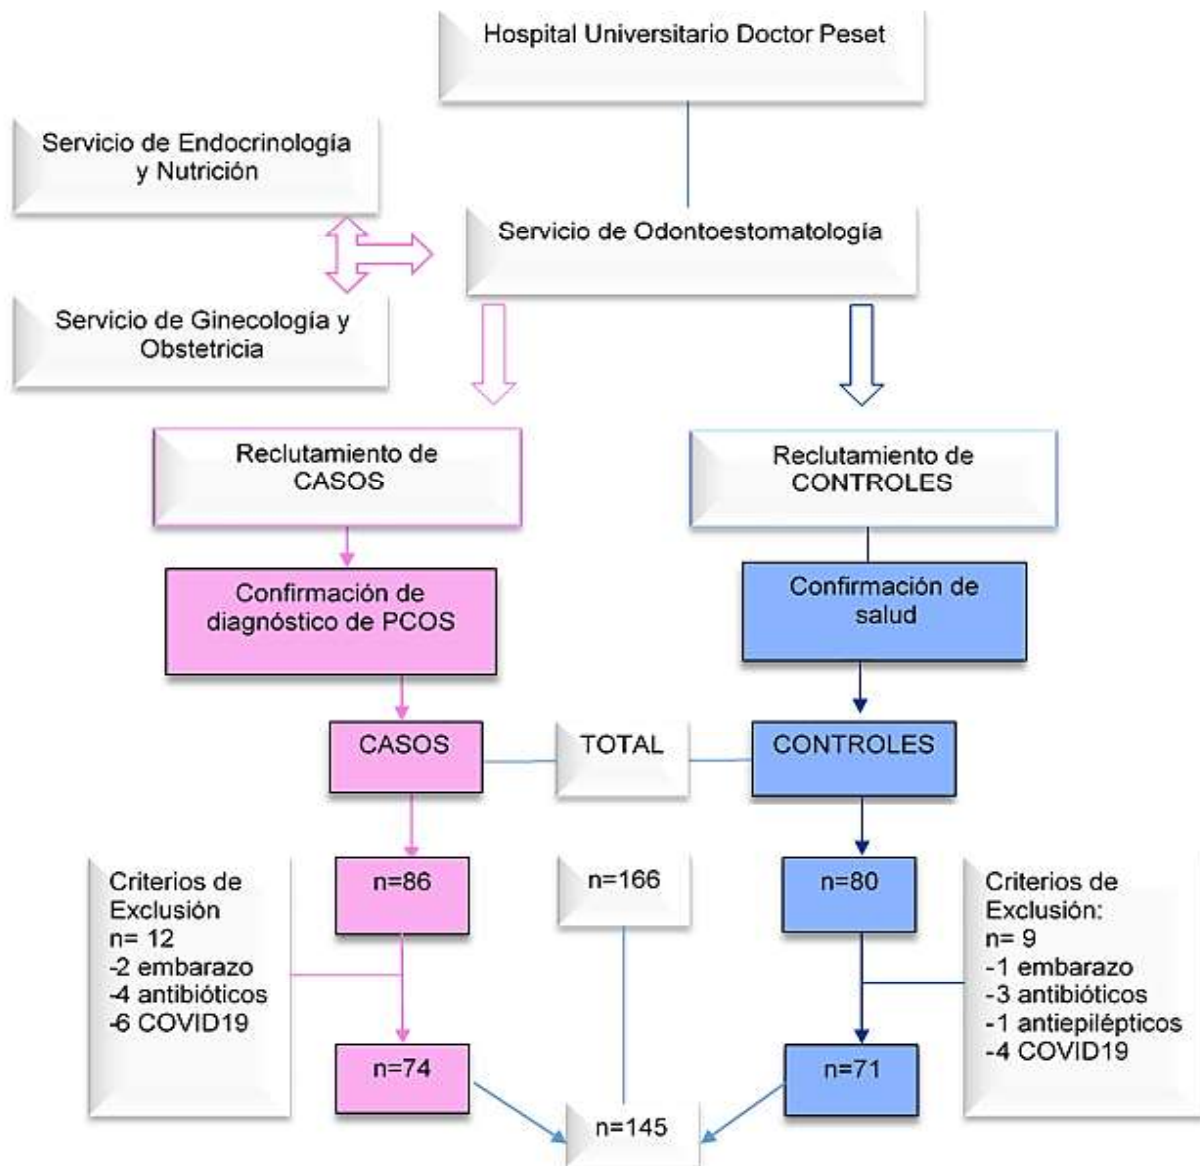 Hospital Universitario Doctor Peset
Servicio de Endocrinología
y Nutrición
Servicio de Odontoestomatología
Servicio de Ginecología y
Obstetricia
Reclutamiento de
CASOS
Reclutamiento de
CONTROLES
Confirmación de
diagnóstico de PCOS
Confirmación de
salud
CASOS
TOTAL
CONTROLES
Criterios de
Exclusión
n= 12
-2 embarazo
-4 antibióticos
-6 COVID19
n=86
n=166
n=80
Criterios de
Exclusión:
n= 9
-1 embarazo
-3 antibióticos
-1 antiepilépticos
-4 COVID19
n=74
n=71
n=145